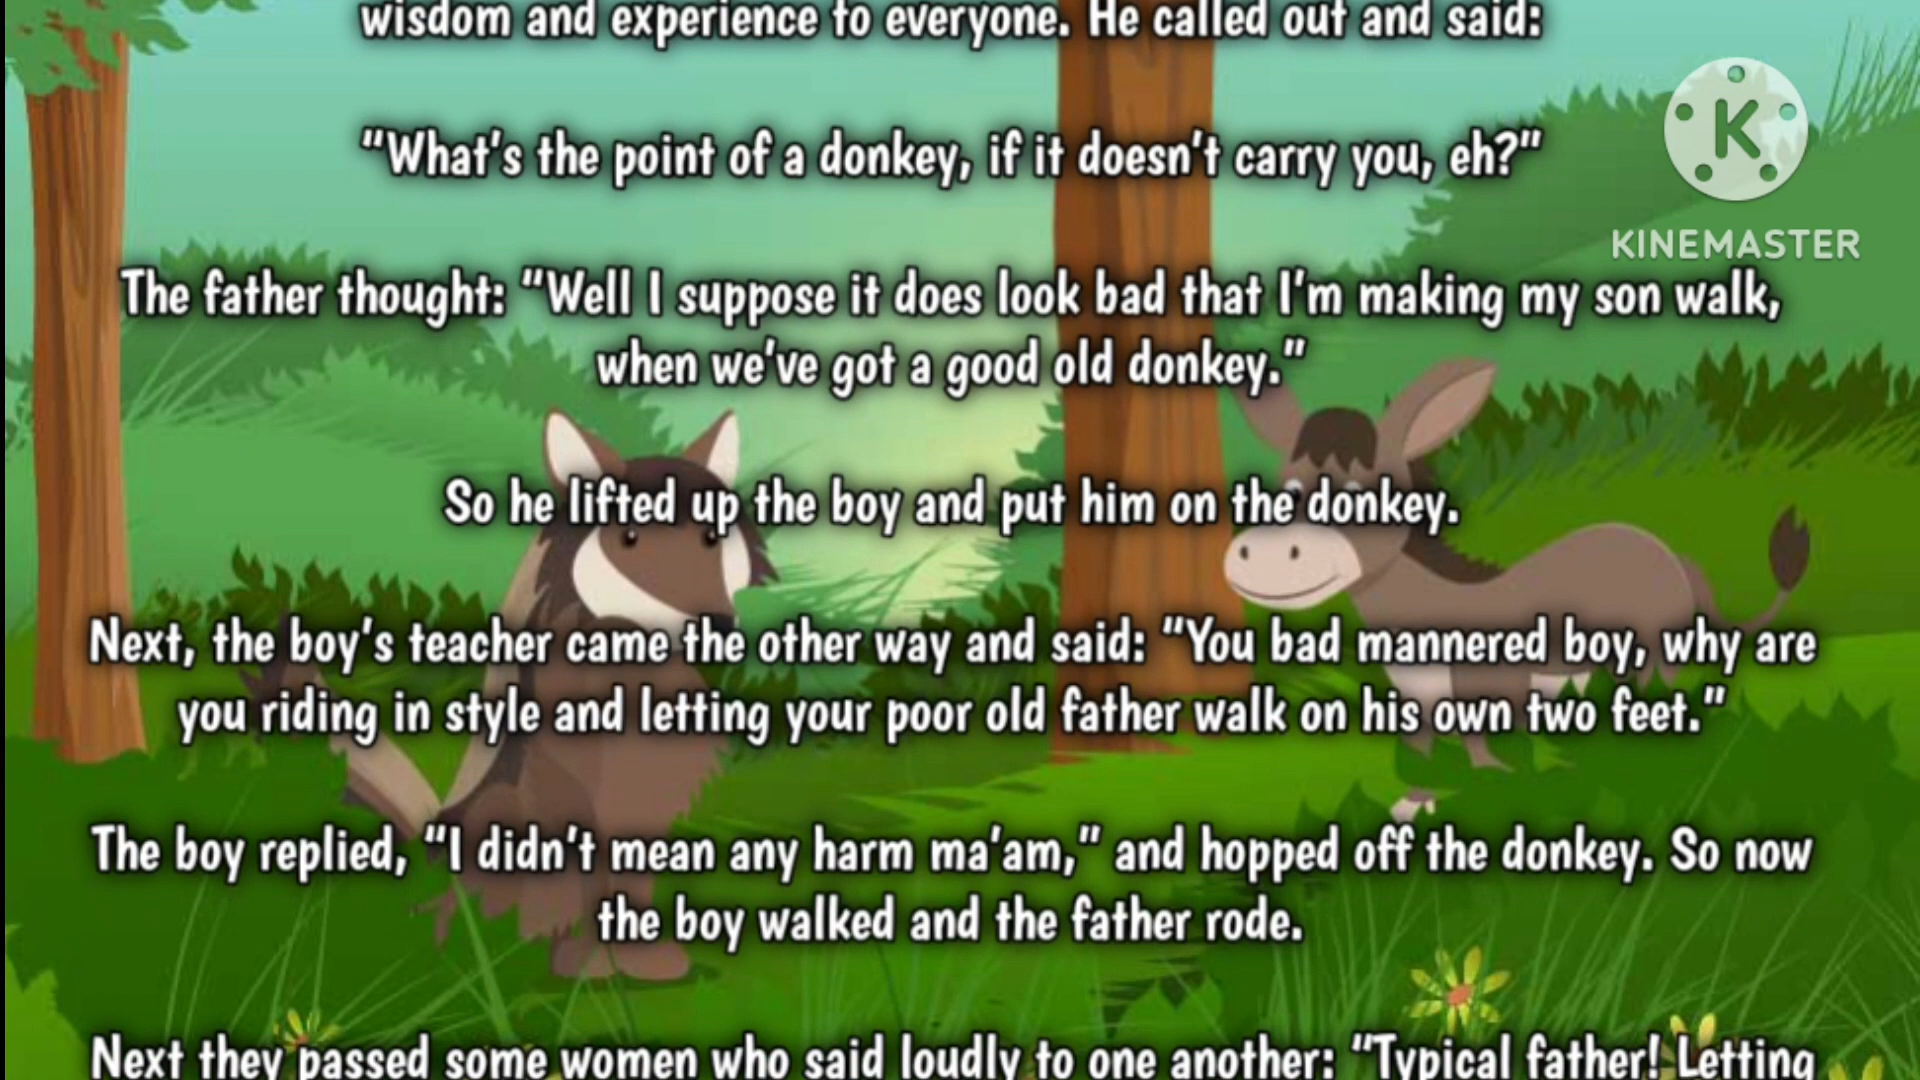 wisdom and experience to everyone. He called out and said:
“What’s the point of a donkey, if it doesn’t carry you, eh?”
The father thought: “Well I suppose it does look bad that I’m making my son walk,
when we’ve got a good old donkey.”
So he lifted up the boy and put him on the donkey.
Next, the boy’s teacher came the other way and said: “You bad mannered boy, why are
you riding in style and letting your poor old father walk on his own two feet.”
The boy replied, “I didn’t mean any harm ma’am,” and hopped off the donkey. So now
the boy walked and the father rode.
Next they passed some women who said loudly to one another: “Typical father! Letting
K
KINEMASTER